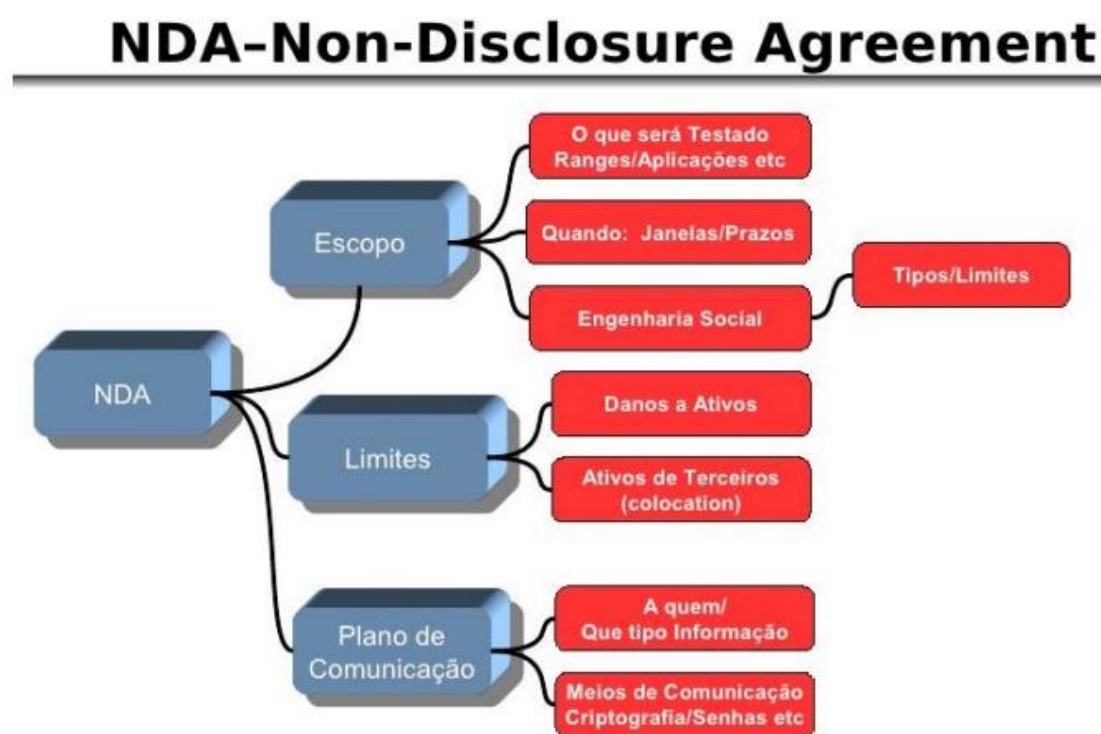 NDA–Non-Disclosure Agreement
O que será Testado
Ranges/Aplicações etc
Escopo
Quando: Janelas/Prazos
Engenharia Social
Tipos/Limites
NDA
Limites
Danos a Ativos
Ativos de Terceiros
(colocation)
Plano de
Comunicação
A quem/
Que tipo Informação
Meios de Comunicação
Criptografia/Senhas etc